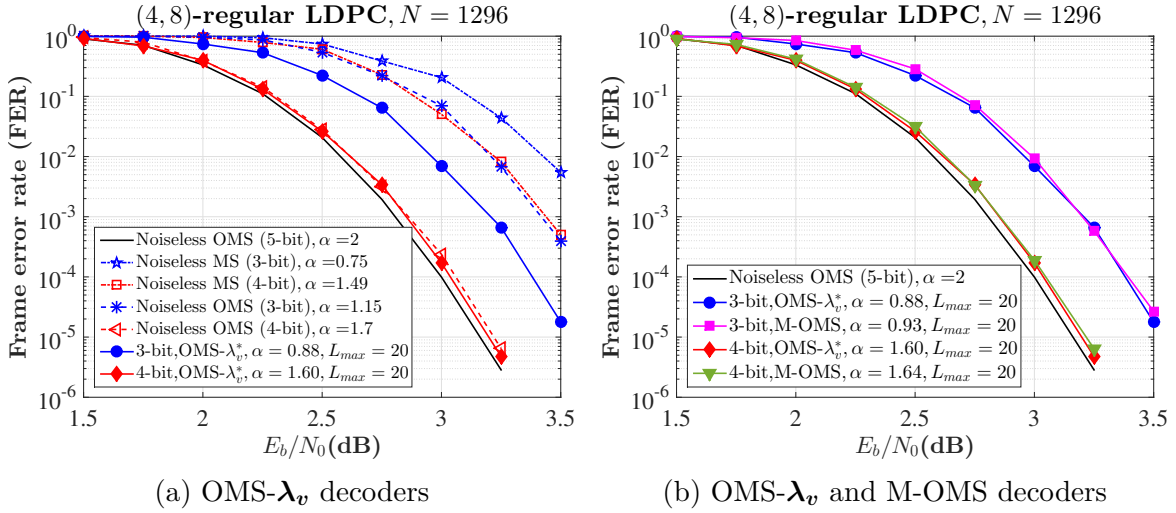 (4, 8)-regular LDPC, N = 1296
10^0
10^-1
10^-2
10^-3
10^-4
10^-5
10^-6
Frame error rate (FER)
Noiseless OMS (5-bit), α =2
Noiseless MS (3-bit), α =0.75
Noiseless MS (4-bit), α =1.49
Noiseless OMS (3-bit), α =1.15
Noiseless OMS (4-bit), α =1.7
3-bit,OMS-λ_v^*, α = 0.88, L_max = 20
4-bit,OMS-λ_v^*, α = 1.60, L_max = 20
1.5 2 2.5 3 3.5
E_b/N_0(dB)
(a) OMS-λ_v decoders
(4, 8)-regular LDPC, N = 1296
10^0
10^-1
10^-2
10^-3
10^-4
10^-5
10^-6
Frame error rate (FER)
Noiseless OMS (5-bit), α =2
3-bit,OMS-λ_v^*, α = 0.88, L_max = 20
3-bit,M-OMS, α = 0.93, L_max = 20
4-bit,OMS-λ_v^*, α = 1.60, L_max = 20
4-bit,M-OMS, α = 1.64, L_max = 20
1.5 2 2.5 3 3.5
E_b/N_0(dB)
(b) OMS-λ_v and M-OMS decoders